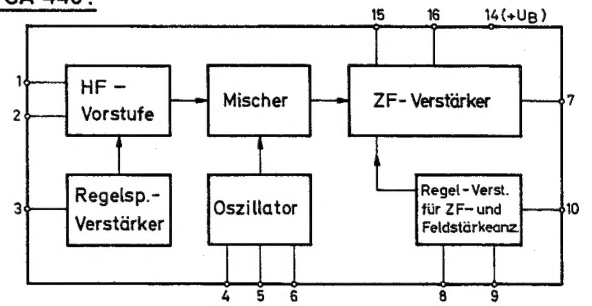 CA 440:
15 16 14 (+UB)
1
2
HF -
Vorstufe
Mischer
ZF-Verstärker
7
3
Regelsp.-
Verstärker
Oszillator
Regel-Verst.
für ZF- und
Feldstärkeanz.
10
4 5 6 8 9